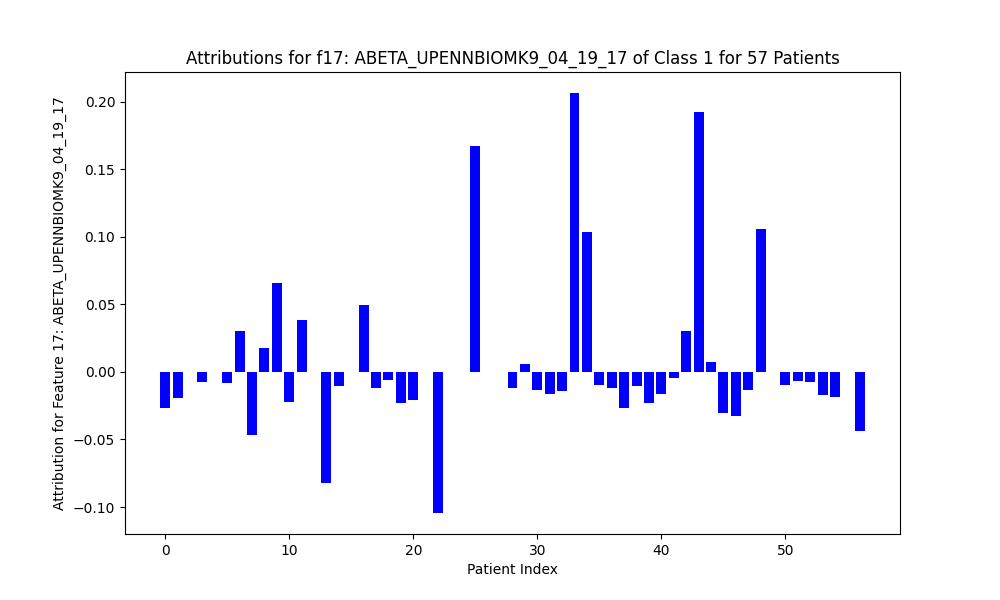 Attributions for f17: ABETA_UPENNBIOMK9_04_19_17 of Class 1 for 57 Patients
Attribution for Feature 17: ABETA_UPENNBIOMK9_04_19_17
0.20
0.15
0.10
0.05
0.00
−0.05
−0.10
0 10 20 30 40 50
Patient Index